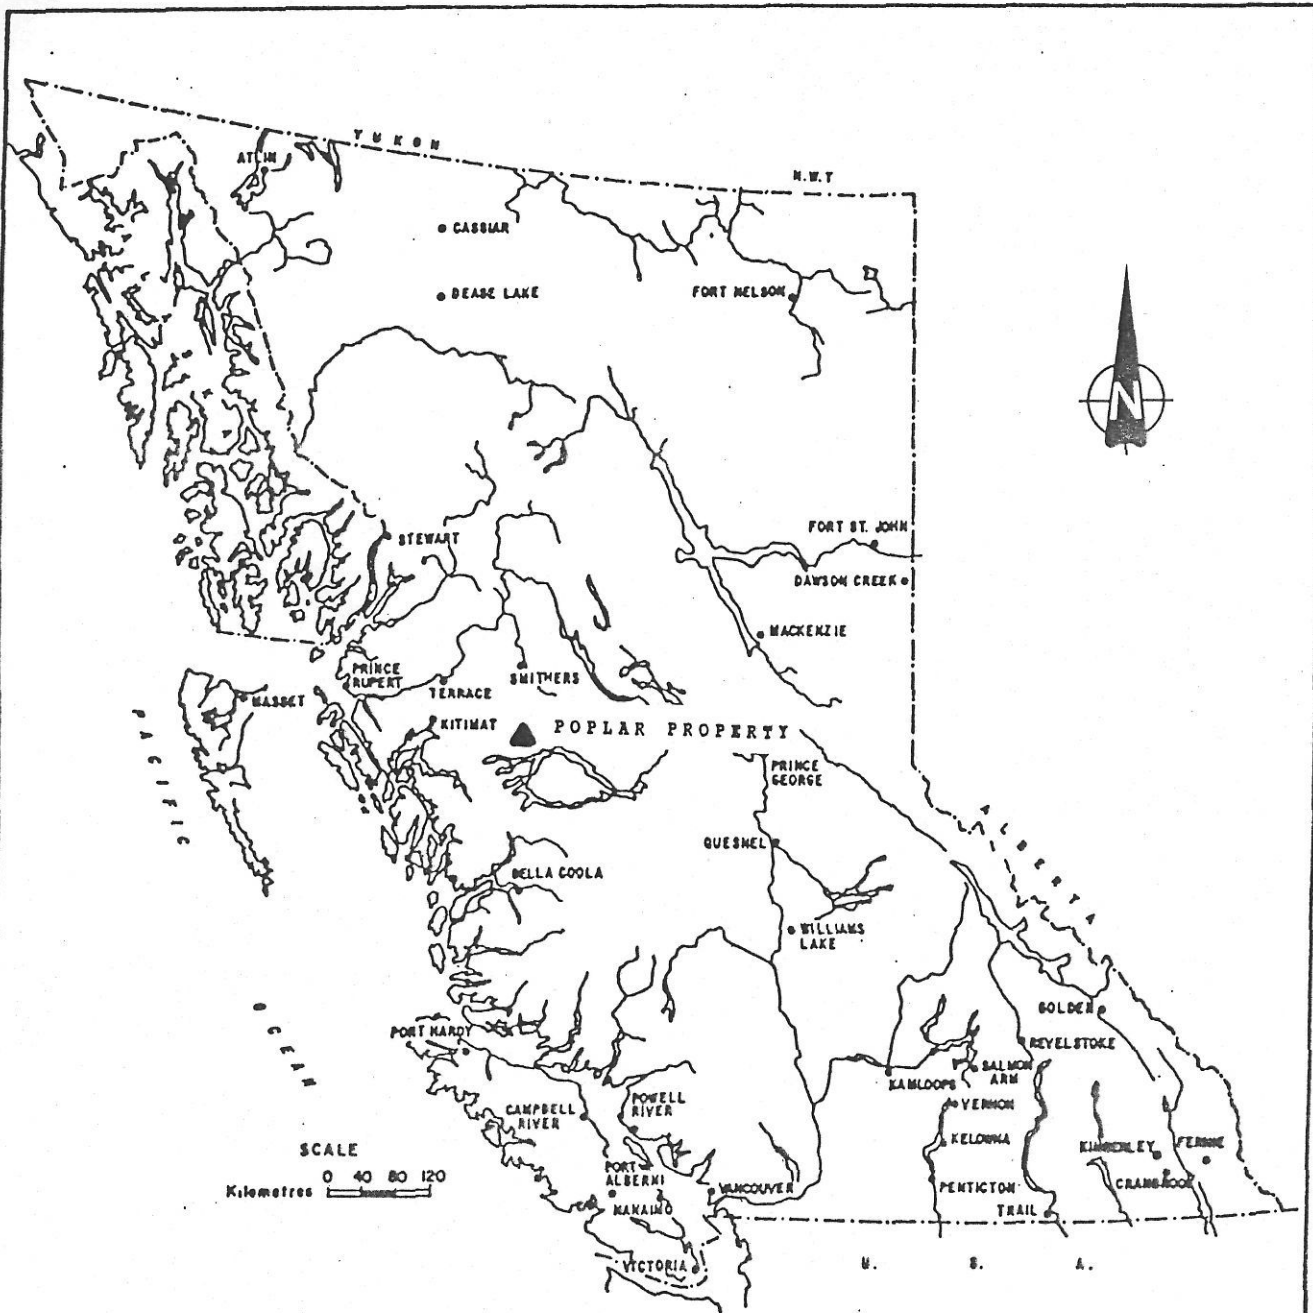 YUKON
N.W.T
ATLIN
CASSIAR
DEASE LAKE
FORT NELSON
N
FORT ST. JOHN
STEWART
DAWSON CREEK
MACKENZIE
PRINCE
RUPERT
SMITHERS
TERRACE
MASSET
KITIMAT
POPLAR PROPERTY
PACIFIC
PRINCE
GEORGE
ALBERTA
QUESNEL
BELLA COOLA
WILLIAMS
LAKE
OCEAN
GOLDEN
PORT HARDY
REVELSTOKE
SALMON
ARM
KAMLOOPS
POWELL
RIVER
CAMPBELL
RIVER
VERNON
KELOWNA
KIMBERLEY
FERNIE
SCALE
0 40 80 120
Kilometres
PORT
ALBERNI
CRANBROOK
VANCOUVER
PENTICTON
NANAIMO
TRAIL
VICTORIA
U. S. A.